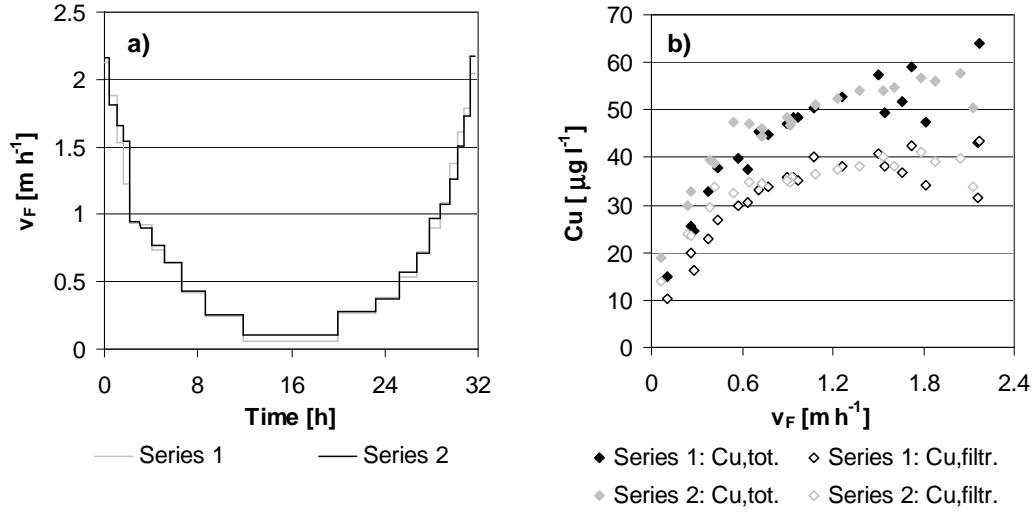 a)
v_F [m h⁻¹]
2.5
2
1.5
1
0.5
0
0 8 16 24 32
Time [h]
Series 1 Series 2
b)
Cu [µg l⁻¹]
70
60
50
40
30
20
10
0
0 0.6 1.2 1.8 2.4
v_F [m h⁻¹]
Series 1: Cu,tot. Series 1: Cu,filtr.
Series 2: Cu,tot. Series 2: Cu,filtr.